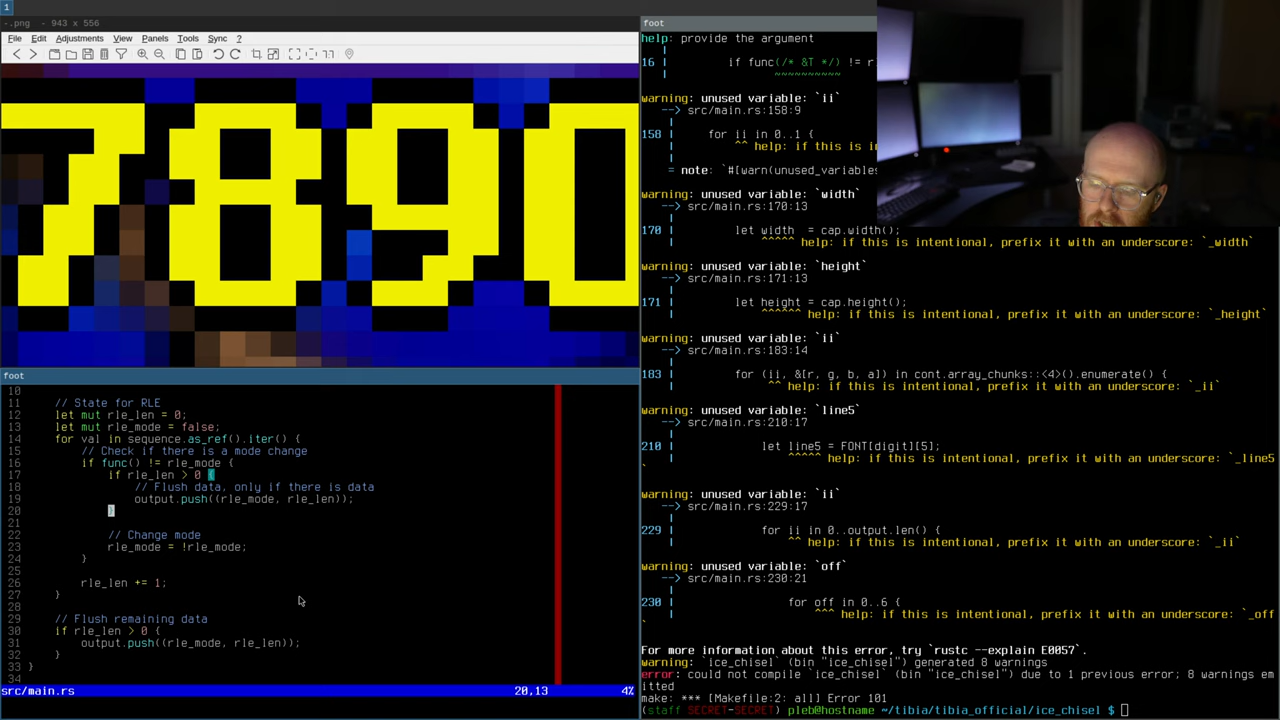 1
-.png - 943 x 556
File Edit Adjustments View Panels Tools Sync ?
7890
foot
10
11 // State for RLE
12 let mut rle_len = 0;
13 let mut rle_mode = false;
14 for val in sequence.as_ref().iter() {
15 // Check if there is a mode change
16 if func() != rle_mode {
17 if rle_len > 0 {
18 // Flush data, only if there is data
19 output.push((rle_mode, rle_len));
20 }
21
22 // Change mode
23 rle_mode = !rle_mode;
24 }
25
26 rle_len += 1;
27 }
28
29 // Flush remaining data
30 if rle_len > 0 {
31 output.push((rle_mode, rle_len));
32 }
33 }
34
src/main.rs 20,13 4%
foot
help: provide the argument
|
16 | if func(/* &T */) != r
| ~~~~~~~~~~
warning: unused variable: `ii`
--> src/main.rs:158:9
|
158 | for ii in 0..1 {
| ^^ help: if this is i
|
= note: `#[warn(unused_variables
warning: unused variable: `width`
--> src/main.rs:170:13
|
170 | let width = cap.width();
| ^^^^^ help: if this is intentional, prefix it with an underscore: `_width`
warning: unused variable: `height`
--> src/main.rs:171:13
|
171 | let height = cap.height();
| ^^^^^^ help: if this is intentional, prefix it with an underscore: `_height`
warning: unused variable: `ii`
--> src/main.rs:183:14
|
183 | for (ii, &[r, g, b, a]) in cont.array_chunks::<4>().enumerate() {
| ^^ help: if this is intentional, prefix it with an underscore: `_ii`
warning: unused variable: `line5`
--> src/main.rs:210:17
|
210 | let line5 = FONT[digit][5];
| ^^^^^ help: if this is intentional, prefix it with an underscore: `_line5
`
warning: unused variable: `ii`
--> src/main.rs:229:17
|
229 | for ii in 0..output.len() {
| ^^ help: if this is intentional, prefix it with an underscore: `_ii`
warning: unused variable: `off`
--> src/main.rs:230:21
|
230 | for off in 0..6 {
| ^^^ help: if this is intentional, prefix it with an underscore: `_off
`
For more information about this error, try `rustc --explain E0057`.
warning: `ice_chisel` (bin "ice_chisel") generated 8 warnings
error: could not compile `ice_chisel` (bin "ice_chisel") due to 1 previous error; 8 warnings em
itted
make: *** [Makefile:2: all] Error 101
(staff SECRET-SECRET) pleb@hostname ~/tibia/tibia_official/ice_chisel $